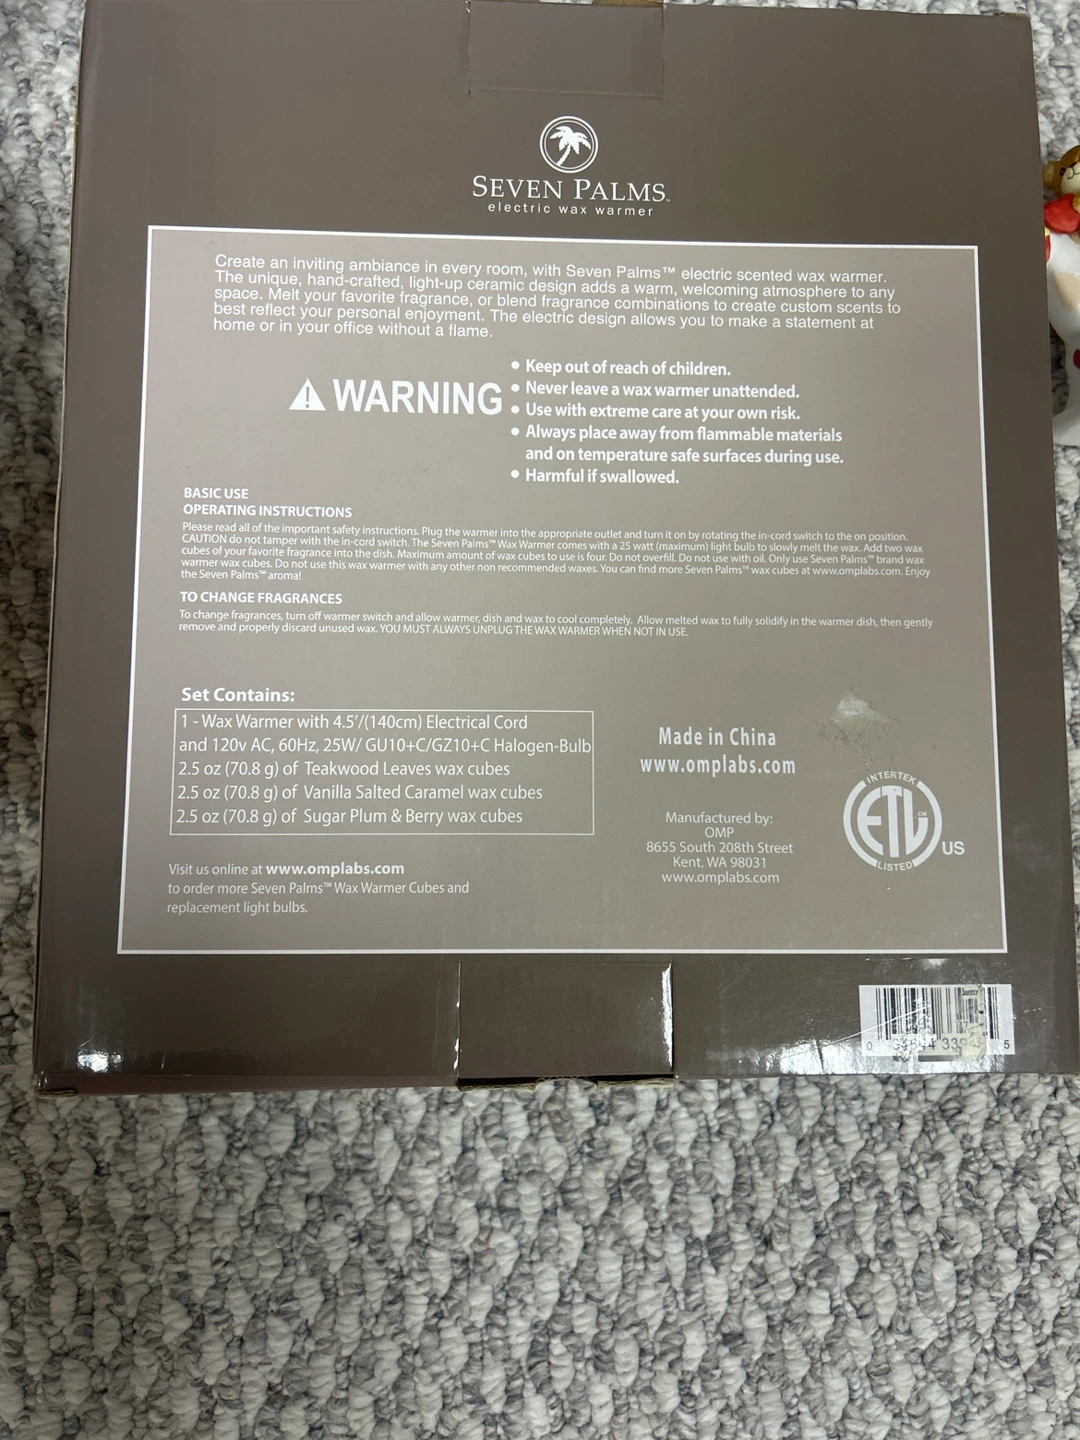 SEVEN PALMS™
electric wax warmer
Create an inviting ambiance in every room, with Seven Palms™ electric scented wax warmer.
The unique, hand-crafted, light-up ceramic design adds a warm, welcoming atmosphere to any
space. Melt your favorite fragrance, or blend fragrance combinations to create custom scents to
best reflect your personal enjoyment. The electric design allows you to make a statement at
home or in your office without a flame.
WARNING
• Keep out of reach of children.
• Never leave a wax warmer unattended.
• Use with extreme care at your own risk.
• Always place away from flammable materials
and on temperature safe surfaces during use.
• Harmful if swallowed.
BASIC USE
OPERATING INSTRUCTIONS
Please read all of the important safety instructions. Plug the warmer into the appropriate outlet and turn it on by rotating the in-cord switch to the on position.
CAUTION do not tamper with the in-cord switch. The Seven Palms™ Wax Warmer comes with a 25 watt (maximum) light bulb to slowly melt the wax. Add two wax
cubes of your favorite fragrance into the dish. Maximum amount of wax cubes to use is four. Do not overfill. Do not use with oil. Only use Seven Palms™ brand wax
warmer wax cubes. Do not use this wax warmer with any other non recommended waxes. You can find more Seven Palms™ wax cubes at www.omplabs.com. Enjoy
the Seven Palms™ aroma!
TO CHANGE FRAGRANCES
To change fragrances, turn off warmer switch and allow warmer, dish and wax to cool completely. Allow melted wax to fully solidify in the warmer dish, then gently
remove and properly discard unused wax. YOU MUST ALWAYS UNPLUG THE WAX WARMER WHEN NOT IN USE.
Set Contains:
1 - Wax Warmer with 4.5'/(140cm) Electrical Cord
and 120v AC, 60Hz, 25W/ GU10+C/GZ10+C Halogen-Bulb
2.5 oz (70.8 g) of Teakwood Leaves wax cubes
2.5 oz (70.8 g) of Vanilla Salted Caramel wax cubes
2.5 oz (70.8 g) of Sugar Plum & Berry wax cubes
Visit us online at www.omplabs.com
to order more Seven Palms™ Wax Warmer Cubes and
replacement light bulbs.
Made in China
www.omplabs.com
Manufactured by:
OMP
8655 South 208th Street
Kent, WA 98031
www.omplabs.com
INTERTEK
ETL CM
LISTED
US
0 5